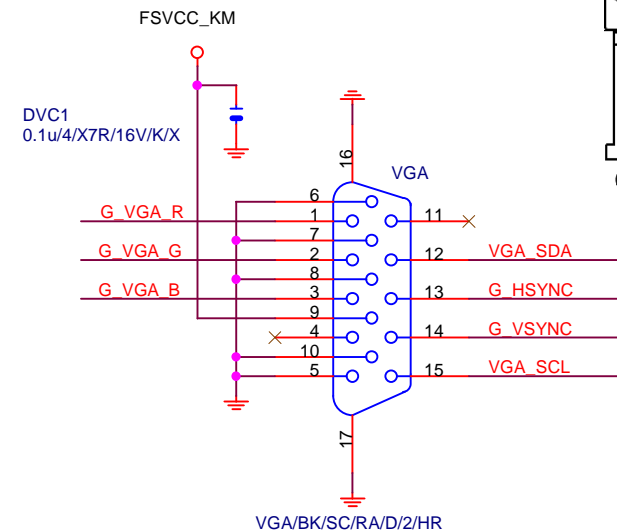 FSVCC_KM
DVC1
0.1u/4/X7R/16V/K/X
16
VGA
6
G_VGA_R
1
11
7
G_VGA_G
2
12
VGA_SDA
8
G_VGA_B
3
13
G_HSYNC
9
4
14
G_VSYNC
10
5
15
VGA_SCL
17
VGA/BK/SC/RA/D/2/HR